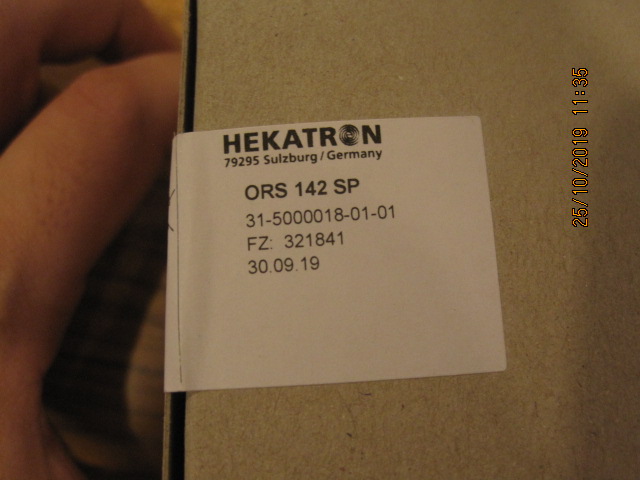 HEKATRON
79295 Sulzburg / Germany
ORS 142 SP
31-5000018-01-01
FZ: 321841
30.09.19
25/10/2019 11:35